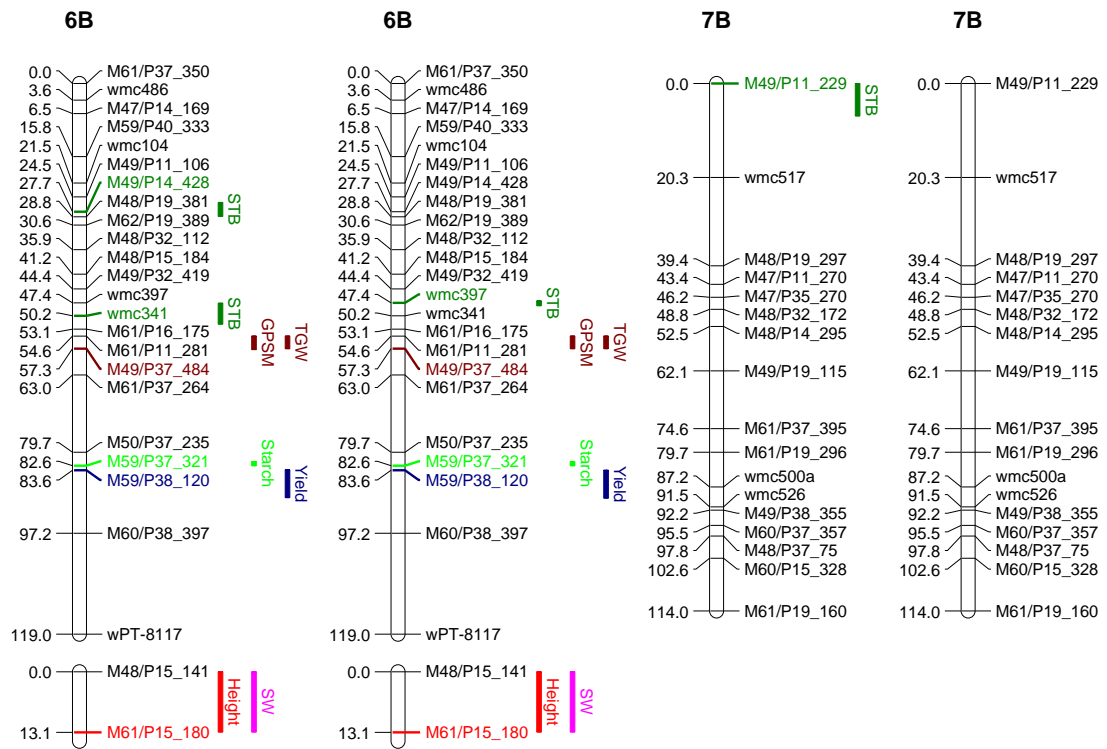 6B
0.0 M61/P37_350
3.6 wmc486
6.5 M47/P14_169
15.8 M59/P40_333
21.5 wmc104
24.5 M49/P11_106
27.7 M49/P14_428
28.8 M48/P19_381
30.6 M62/P19_389
35.9 M48/P32_112
41.2 M48/P15_184
44.4 M49/P32_419
47.4 wmc397
50.2 wmc341
53.1 M61/P16_175
54.6 M61/P11_281
57.3 M49/P37_484
63.0 M61/P37_264
79.7 M50/P37_235
82.6 M59/P37_321
83.6 M59/P38_120
97.2 M60/P38_397
119.0 wPT-8117
STB
STB
GPSM
TGW
Starch
Yield
0.0 M48/P15_141
13.1 M61/P15_180
Height
SW
6B
0.0 M61/P37_350
3.6 wmc486
6.5 M47/P14_169
15.8 M59/P40_333
21.5 wmc104
24.5 M49/P11_106
27.7 M49/P14_428
28.8 M48/P19_381
30.6 M62/P19_389
35.9 M48/P32_112
41.2 M48/P15_184
44.4 M49/P32_419
47.4 wmc397
50.2 wmc341
53.1 M61/P16_175
54.6 M61/P11_281
57.3 M49/P37_484
63.0 M61/P37_264
79.7 M50/P37_235
82.6 M59/P37_321
83.6 M59/P38_120
97.2 M60/P38_397
119.0 wPT-8117
STB
GPSM
TGW
Starch
Yield
0.0 M48/P15_141
13.1 M61/P15_180
Height
SW
7B
0.0 M49/P11_229
20.3 wmc517
39.4 M48/P19_297
43.4 M47/P11_270
46.2 M47/P35_270
48.8 M48/P32_172
52.5 M48/P14_295
62.1 M49/P19_115
74.6 M61/P37_395
79.7 M61/P19_296
87.2 wmc500a
91.5 wmc526
92.2 M49/P38_355
95.5 M60/P37_357
97.8 M48/P37_75
102.6 M60/P15_328
114.0 M61/P19_160
STB
7B
0.0 M49/P11_229
20.3 wmc517
39.4 M48/P19_297
43.4 M47/P11_270
46.2 M47/P35_270
48.8 M48/P32_172
52.5 M48/P14_295
62.1 M49/P19_115
74.6 M61/P37_395
79.7 M61/P19_296
87.2 wmc500a
91.5 wmc526
92.2 M49/P38_355
95.5 M60/P37_357
97.8 M48/P37_75
102.6 M60/P15_328
114.0 M61/P19_160